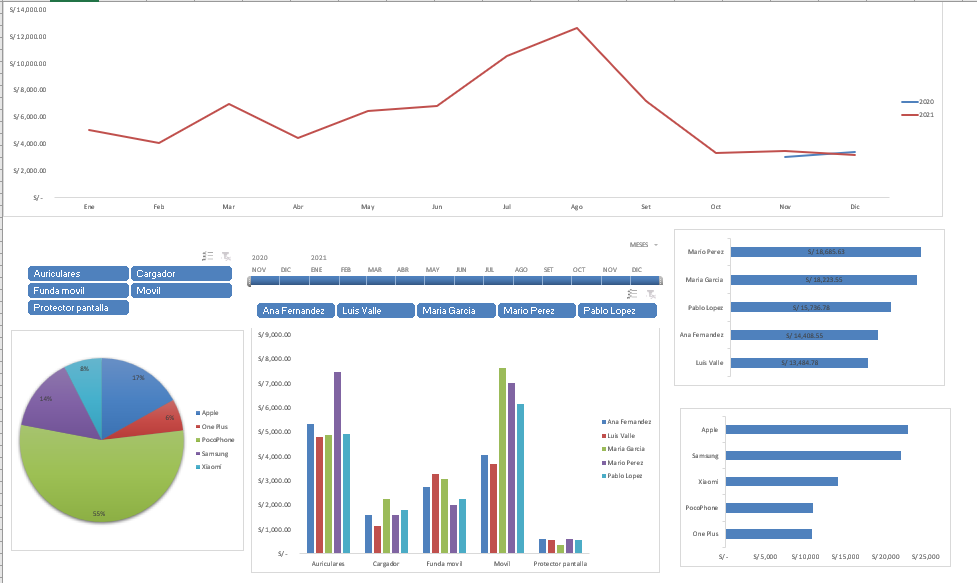 S/ 14,000.00
S/ 12,000.00
S/ 10,000.00
S/ 8,000.00
S/ 6,000.00
S/ 4,000.00
S/ 2,000.00
S/ -
Ene Feb Mar Abr May Jun Jul Ago Set Oct Nov Dic
2020
2021
Auriculares Cargador
Funda movil Movil
Protector pantalla
MESES
2020 2021
NOV DIC ENE FEB MAR ABR MAY JUN JUL AGO SET OCT NOV DIC
Ana Fernandez Luis Valle Maria Garcia Mario Perez Pablo Lopez
Mario Perez
Maria Garcia S/ 18,223.55
Pablo Lopez S/ 15,736.78
Ana Fernandez S/ 14,408.55
Luis Valle S/ 13,484.78
8%
17%
14%
6%
55%
Apple
One Plus
PocoPhone
Samsung
Xiaomi
S/ 9,000.00
S/ 8,000.00
S/ 7,000.00
S/ 6,000.00
S/ 5,000.00
S/ 4,000.00
S/ 3,000.00
S/ 2,000.00
S/ 1,000.00
S/ -
Auriculares Cargador Funda movil Movil Protector pantalla
Ana Fernandez
Luis Valle
Maria Garcia
Mario Perez
Pablo Lopez
Apple
Samsung
Xiaomi
PocoPhone
One Plus
S/ - S/ 5,000 S/ 10,000 S/ 15,000 S/ 20,000 S/ 25,000